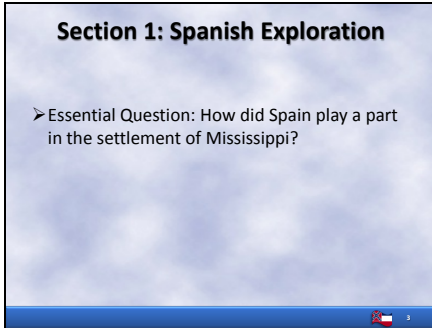 Section 1: Spanish Exploration
➢Essential Question: How did Spain play a part
in the settlement of Mississippi?
3